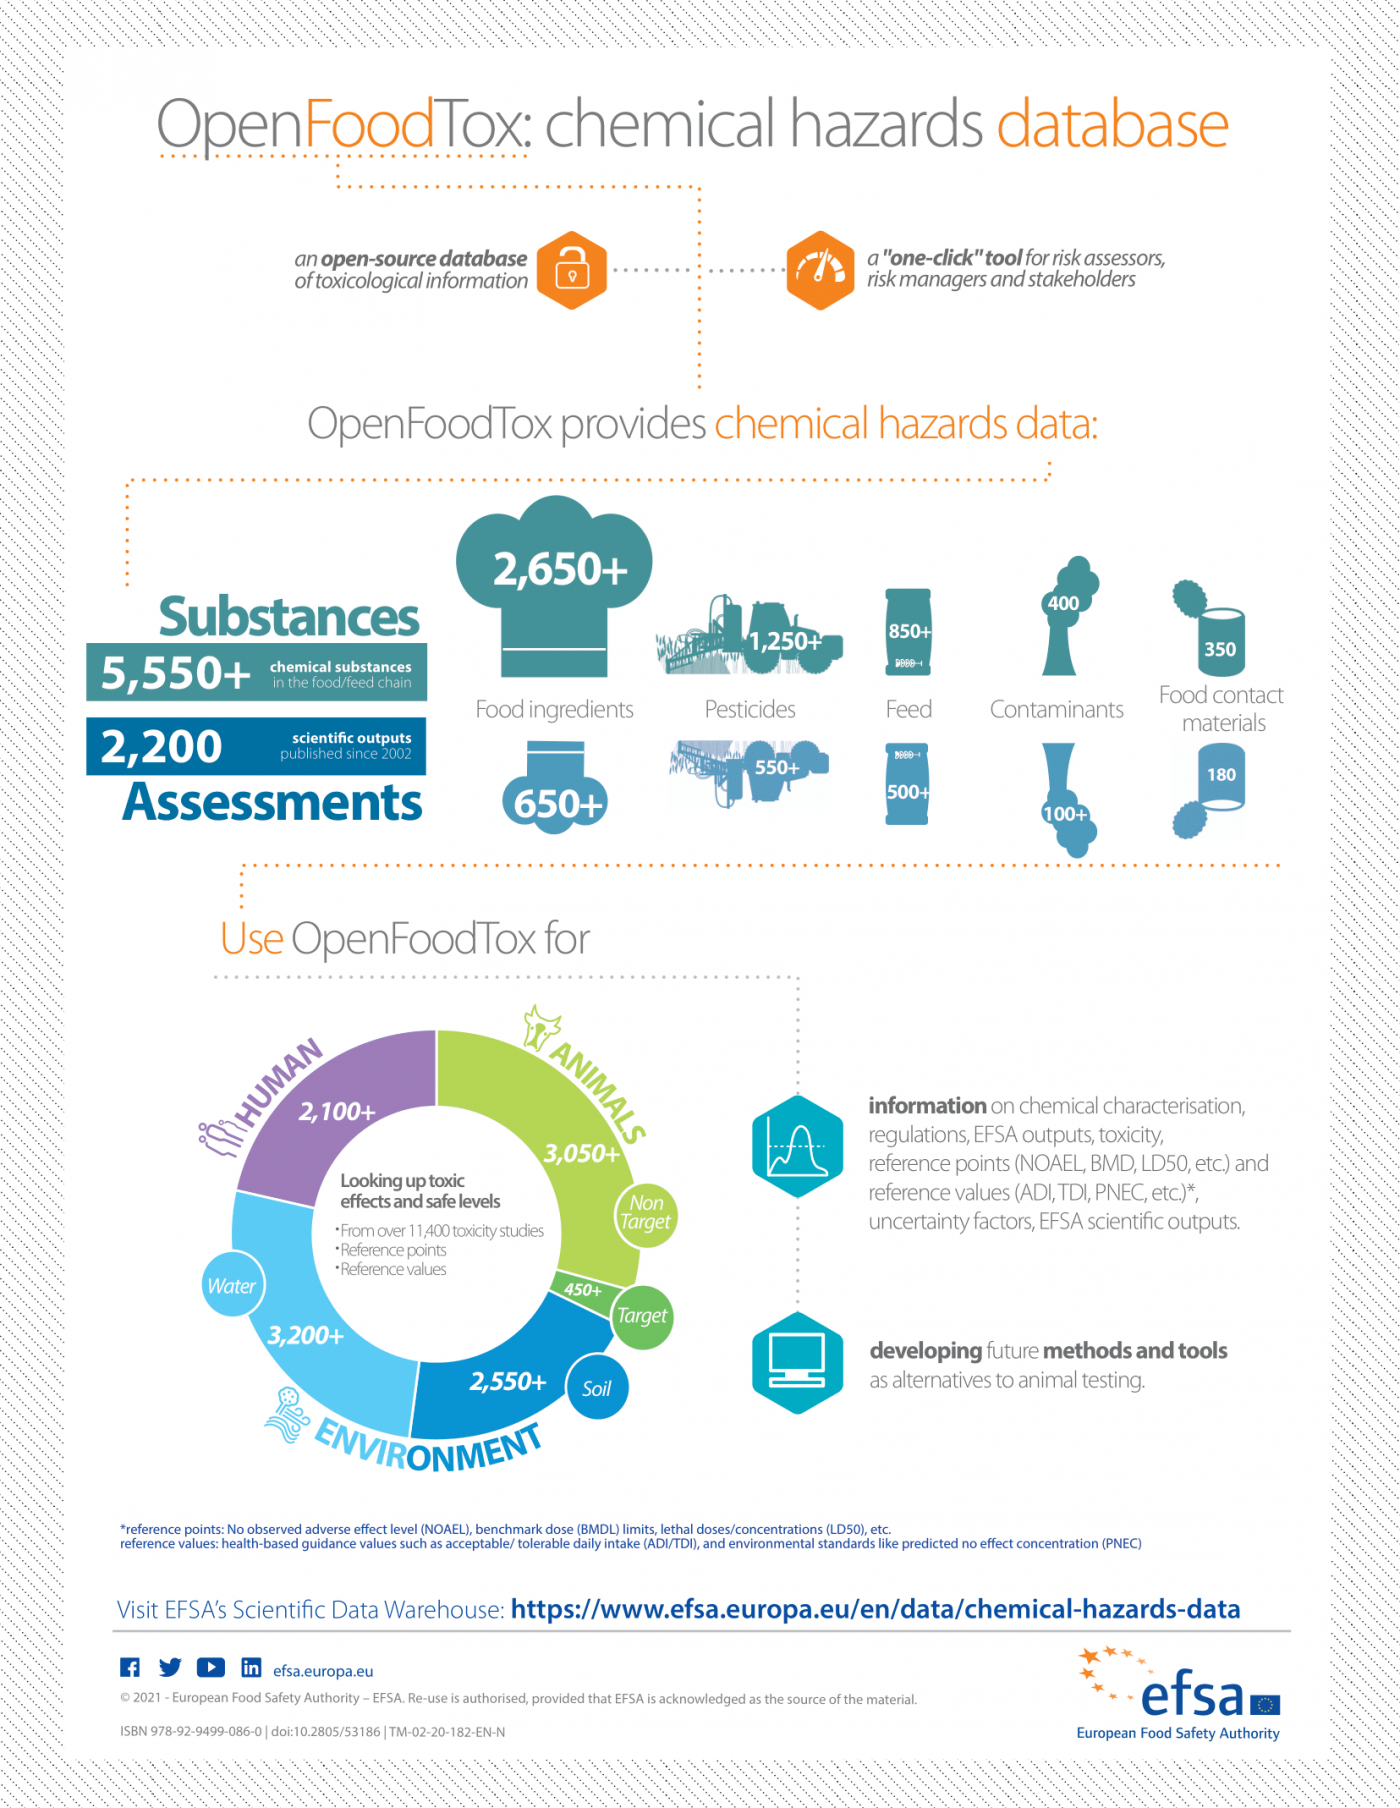 OpenFoodTox: chemical hazards database
an open-source database
of toxicological information
a "one-click" tool for risk assessors,
risk managers and stakeholders
OpenFoodTox provides chemical hazards data:
Substances
5,550+
chemical substances
in the food/feed chain
2,200
scientific outputs
published since 2002
Assessments
2,650+
1,250+
850+
400
350
Food ingredients
Pesticides
Feed
Contaminants
Food contact
materials
650+
550+
500+
100+
180
Use OpenFoodTox for
HUMAN
2,100+
ANIMALS
3,050+
Non
Target
450+
Target
Looking up toxic
effects and safe levels
•From over 11,400 toxicity studies
•Reference points
•Reference values
Water
3,200+
2,550+
Soil
ENVIRONMENT
information on chemical characterisation,
regulations, EFSA outputs, toxicity,
reference points (NOAEL, BMD, LD50, etc.) and
reference values (ADI, TDI, PNEC, etc.)*,
uncertainty factors, EFSA scientific outputs.
developing future methods and tools
as alternatives to animal testing.
*reference points: No observed adverse effect level (NOAEL), benchmark dose (BMDL) limits, lethal doses/concentrations (LD50), etc.
reference values: health-based guidance values such as acceptable/ tolerable daily intake (ADI/TDI), and environmental standards like predicted no effect concentration (PNEC)
Visit EFSA's Scientific Data Warehouse: https://www.efsa.europa.eu/en/data/chemical-hazards-data
efsa.europa.eu
© 2021 - European Food Safety Authority – EFSA. Re-use is authorised, provided that EFSA is acknowledged as the source of the material.
ISBN 978-92-9499-086-0 | doi:10.2805/53186 | TM-02-20-182-EN-N
efsa
European Food Safety Authority